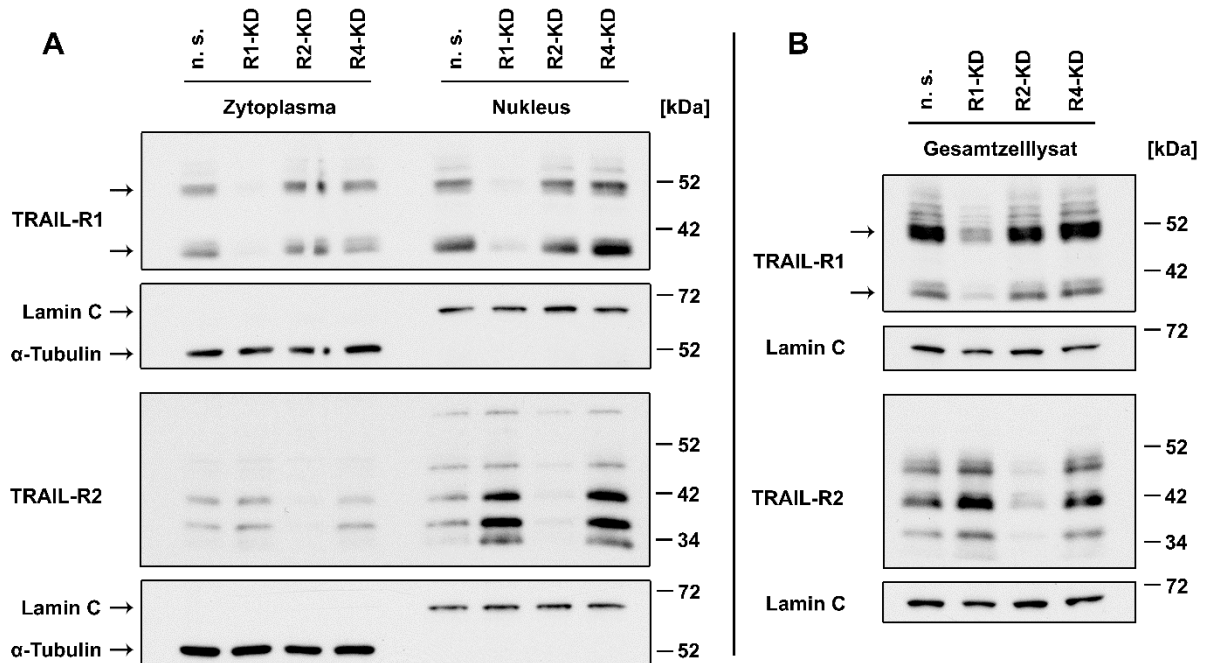 A
n. s.
R1-KD
R2-KD
R4-KD
n. s.
R1-KD
R2-KD
R4-KD
Zytoplasma
Nukleus
[kDa]
→
TRAIL-R1
→
52
42
Lamin C →
α-Tubulin →
72
52
TRAIL-R2
52
42
34
Lamin C →
α-Tubulin →
72
52
B
n. s.
R1-KD
R2-KD
R4-KD
Gesamtzelllysat
[kDa]
→
TRAIL-R1
→
52
42
Lamin C
72
TRAIL-R2
52
42
34
Lamin C
72